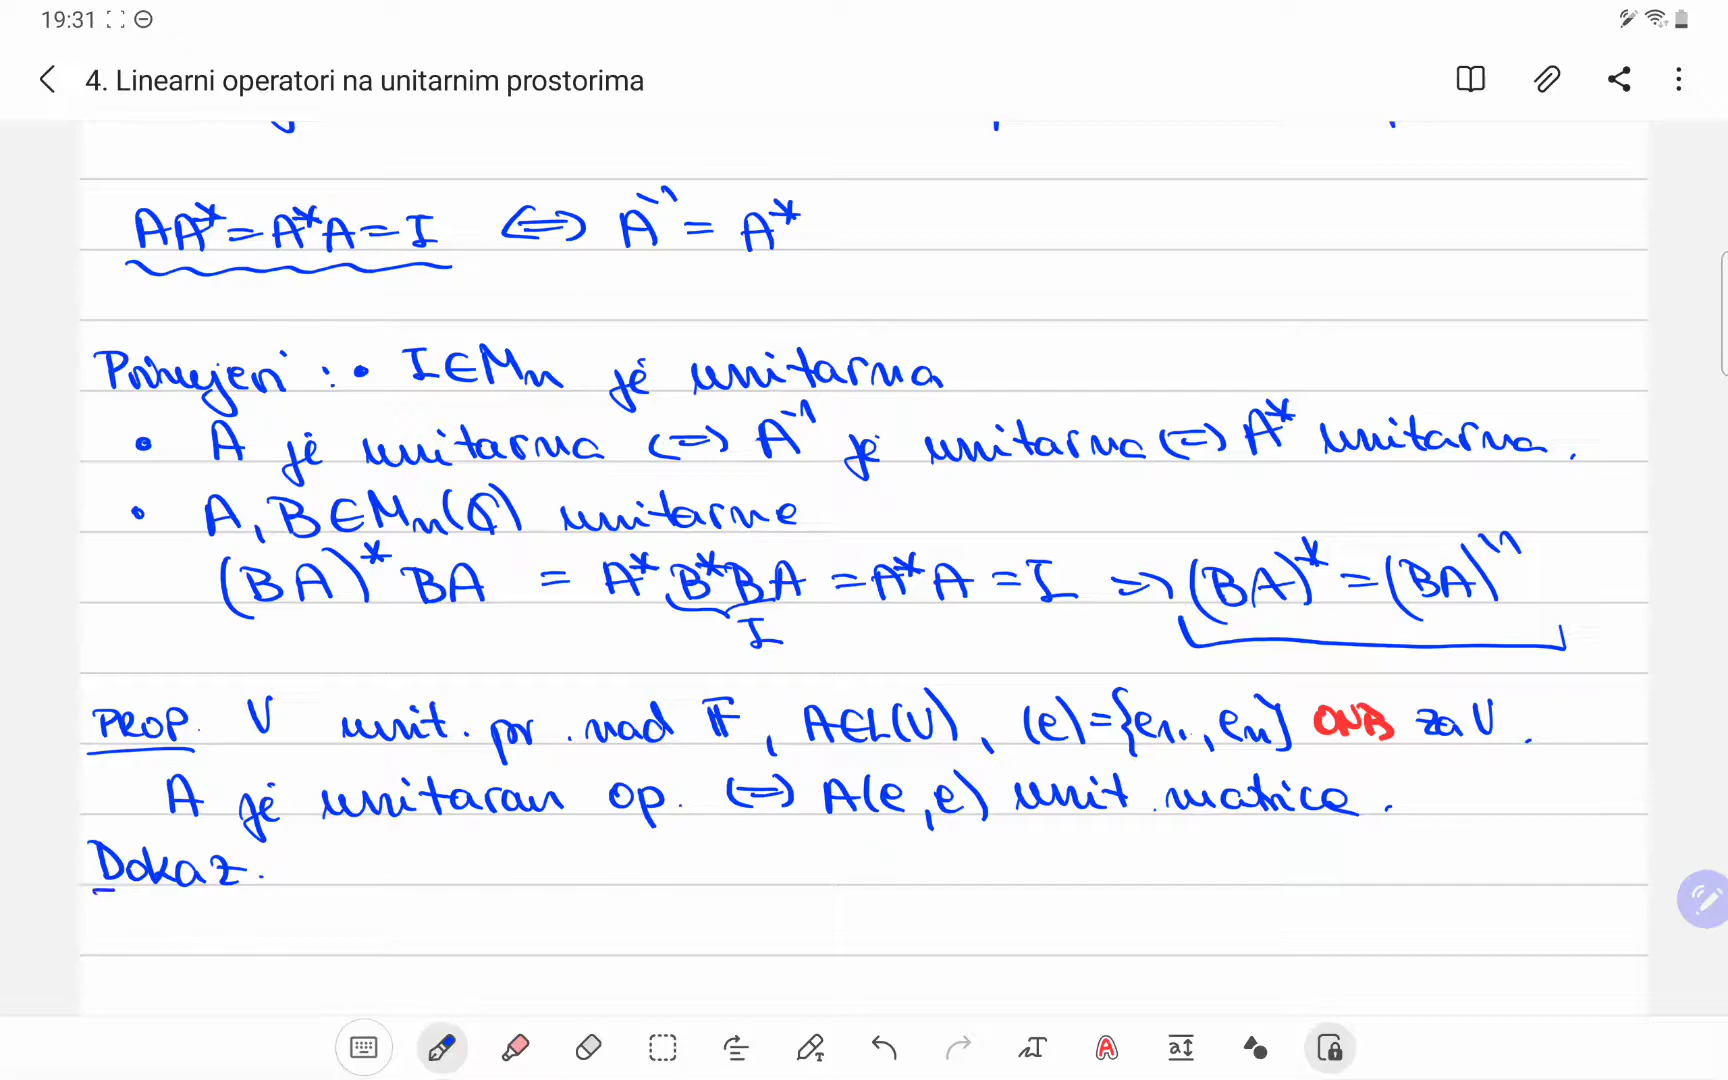 19:31
4. Linearni operatori na unitarnim prostorima
AA* = A*A = I ⇔ A⁻¹ = A*
Primjeri : • I ∈ Mn je unitarna
• A je unitarna ⇔ A⁻¹ je unitarna ⇔ A* unitarna.
• A, B ∈ Mn(ℂ) unitarne
(BA)* BA = A* B*BA = A* A = I ⇒ (BA)* = (BA)⁻¹
I
PROP. V unit. pr. nad 𝔽, A ∈ L(V), (e) = {e1,.., en} ONB za V.
A je unitaran op. ⇔ A(e,e) unit. matrica.
Dokaz.